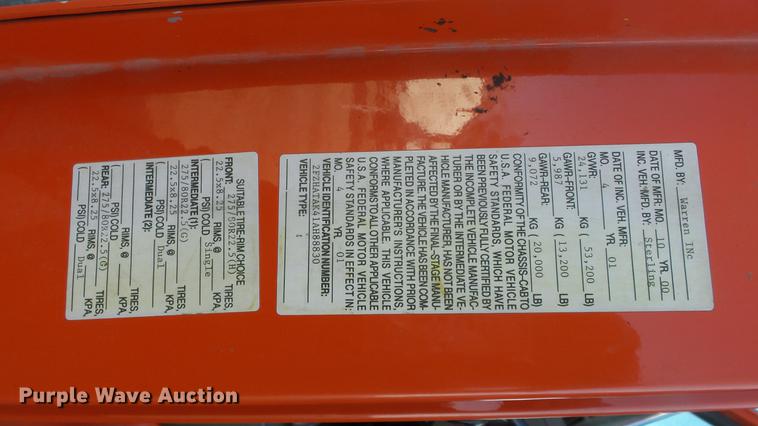 MFD. BY: Warren INc
DATE OF MFR: MO. 10 YR. 00
INC. VEH. MFD. BY: Sterling
DATE OF INC. VEH. MFR:
MO. 4 YR. 01
GVWR:
24,131 KG ( 53,200 LB)
GAWR-FRONT:
5,987 KG ( 13,200 LB)
GAWR-REAR:
9,072 KG ( 20,000 LB)
CONFORMITY OF THE CHASSIS-CAB TO
U.S.A. FEDERAL MOTOR VEHICLE
SAFETY STANDARDS, WHICH HAVE
BEEN PREVIOUSLY FULLY CERTIFIED BY
THE INCOMPLETE VEHICLE MANUFAC-
TURER OR BY THE INTERMEDIATE VE-
HICLE MANUFACTURER, HAS NOT BEEN
AFFECTED BY THE FINAL-STAGE MANU-
FACTURE. THE VEHICLE HAS BEEN COM-
PLETED IN ACCORDANCE WITH PRIOR
MANUFACTURER'S INSTRUCTIONS,
WHERE APPLICABLE. THIS VEHICLE
CONFORMS TO ALL OTHER APPLICABLE
U.S.A. FEDERAL MOTOR VEHICLE
SAFETY STANDARDS IN EFFECT IN:
MO. 4 YR. 01
VEHICLE IDENTIFICATION NUMBER:
2FZHAZAK41AH88830
VEHICLE TYPE:
SUITABLE TIRE-RIM CHOICE
FRONT: 275/80R22.5(H) TIRES,
22.5x8.25 RIMS, @ KPA,
( PSI) COLD Single
INTERMEDIATE (1):
275/80R22.5(G) TIRES,
22.5x8.25 RIMS, @ KPA,
( PSI) COLD Dual
INTERMEDIATE (2):
TIRES,
RIMS, @ KPA,
( PSI) COLD
REAR: 275/80R22.5(G) TIRES,
22.5x8.25 RIMS, @ KPA,
( PSI) COLD Dual
Purple Wave Auction